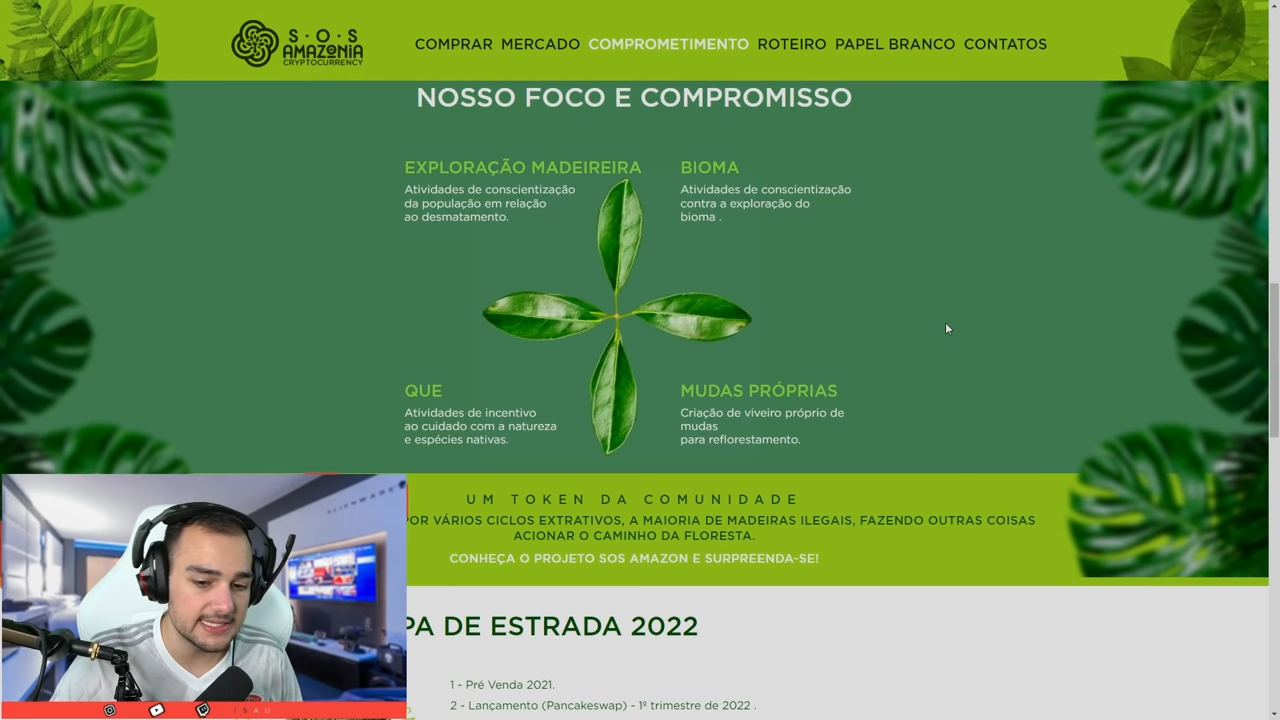 S·O·S
AMAZONIA
CRYPTOCURRENCY
COMPRAR MERCADO COMPROMETIMENTO ROTEIRO PAPEL BRANCO CONTATOS
NOSSO FOCO E COMPROMISSO
EXPLORAÇÃO MADEIREIRA
Atividades de conscientização
da população em relação
ao desmatamento.
BIOMA
Atividades de conscientização
contra a exploração do
bioma .
QUE
Atividades de incentivo
ao cuidado com a natureza
e espécies nativas.
MUDAS PRÓPRIAS
Criação de viveiro próprio de
mudas
para reflorestamento.
UM TOKEN DA COMUNIDADE
POR VÁRIOS CICLOS EXTRATIVOS, A MAIORIA DE MADEIRAS ILEGAIS, FAZENDO OUTRAS COISAS
ACIONAR O CAMINHO DA FLORESTA.
CONHEÇA O PROJETO SOS AMAZON E SURPREENDA-SE!
PA DE ESTRADA 2022
1 - Pré Venda 2021.
2 - Lançamento (Pancakeswap) - 1º trimestre de 2022 .
ALIENWARE